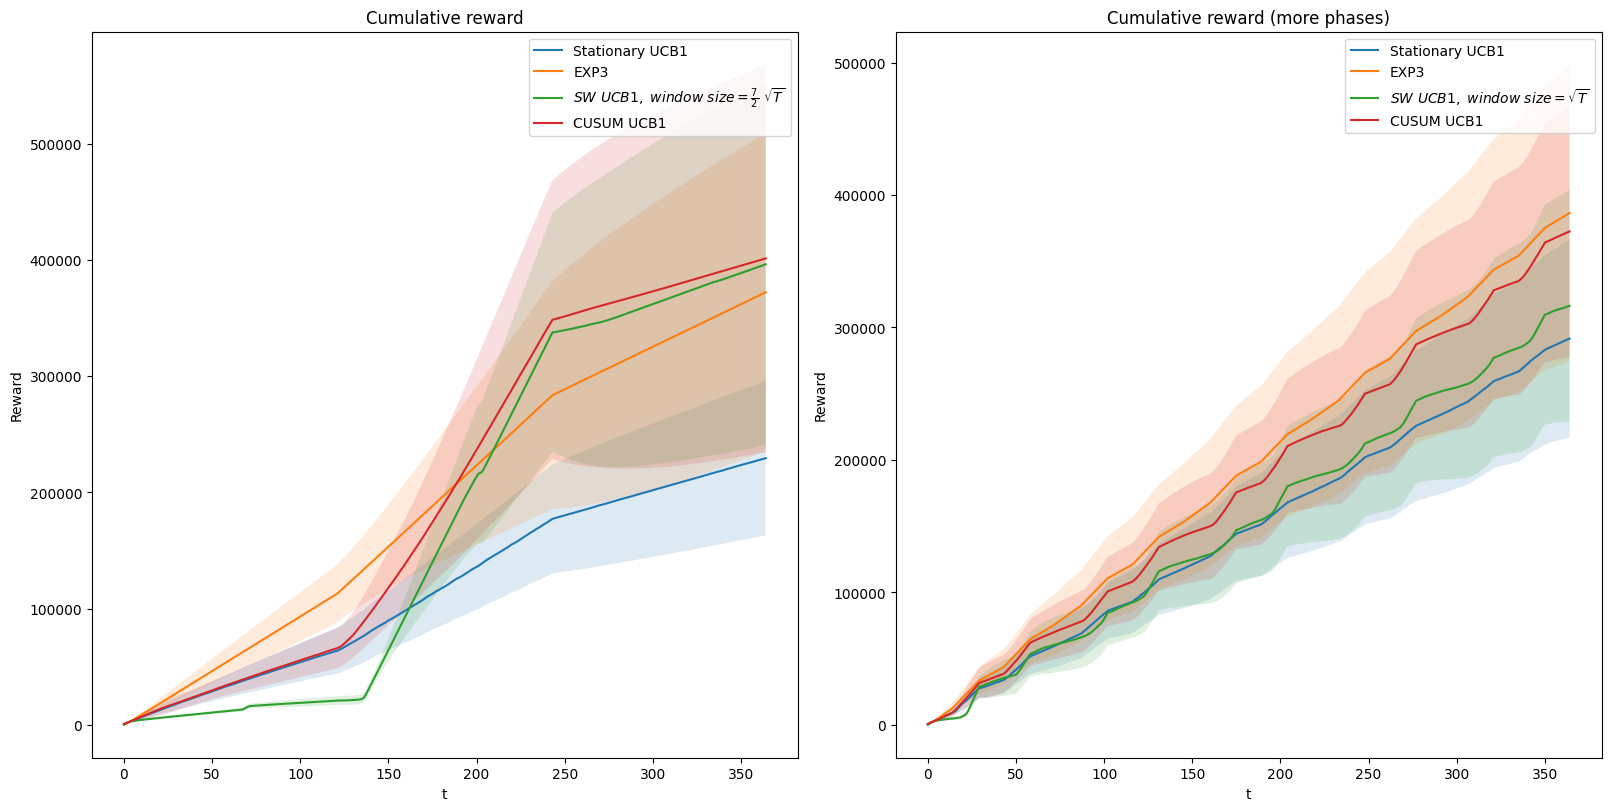 Cumulative reward
Stationary UCB1
EXP3
SW UCB1, window size = 7/2 √T
CUSUM UCB1
500000
400000
300000
200000
100000
0
Reward
0 50 100 150 200 250 300 350
t
Cumulative reward (more phases)
Stationary UCB1
EXP3
SW UCB1, window size = √T
CUSUM UCB1
500000
400000
300000
200000
100000
0
Reward
0 50 100 150 200 250 300 350
t